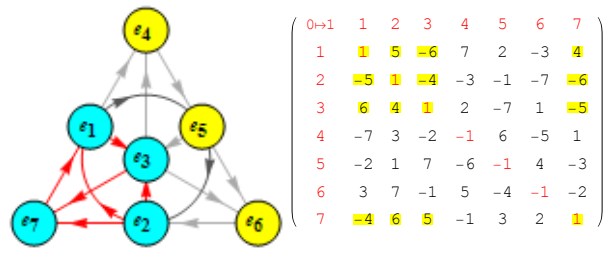 e4
e1
e5
e3
e7
e2
e6
0↦1 1 2 3 4 5 6 7
1 1 5 −6 7 2 −3 4
2 −5 1 −4 −3 −1 −7 −6
3 6 4 1 2 −7 1 −5
4 −7 3 −2 −1 6 −5 1
5 −2 1 7 −6 −1 4 −3
6 3 7 −1 5 −4 −1 −2
7 −4 6 5 −1 3 2 1